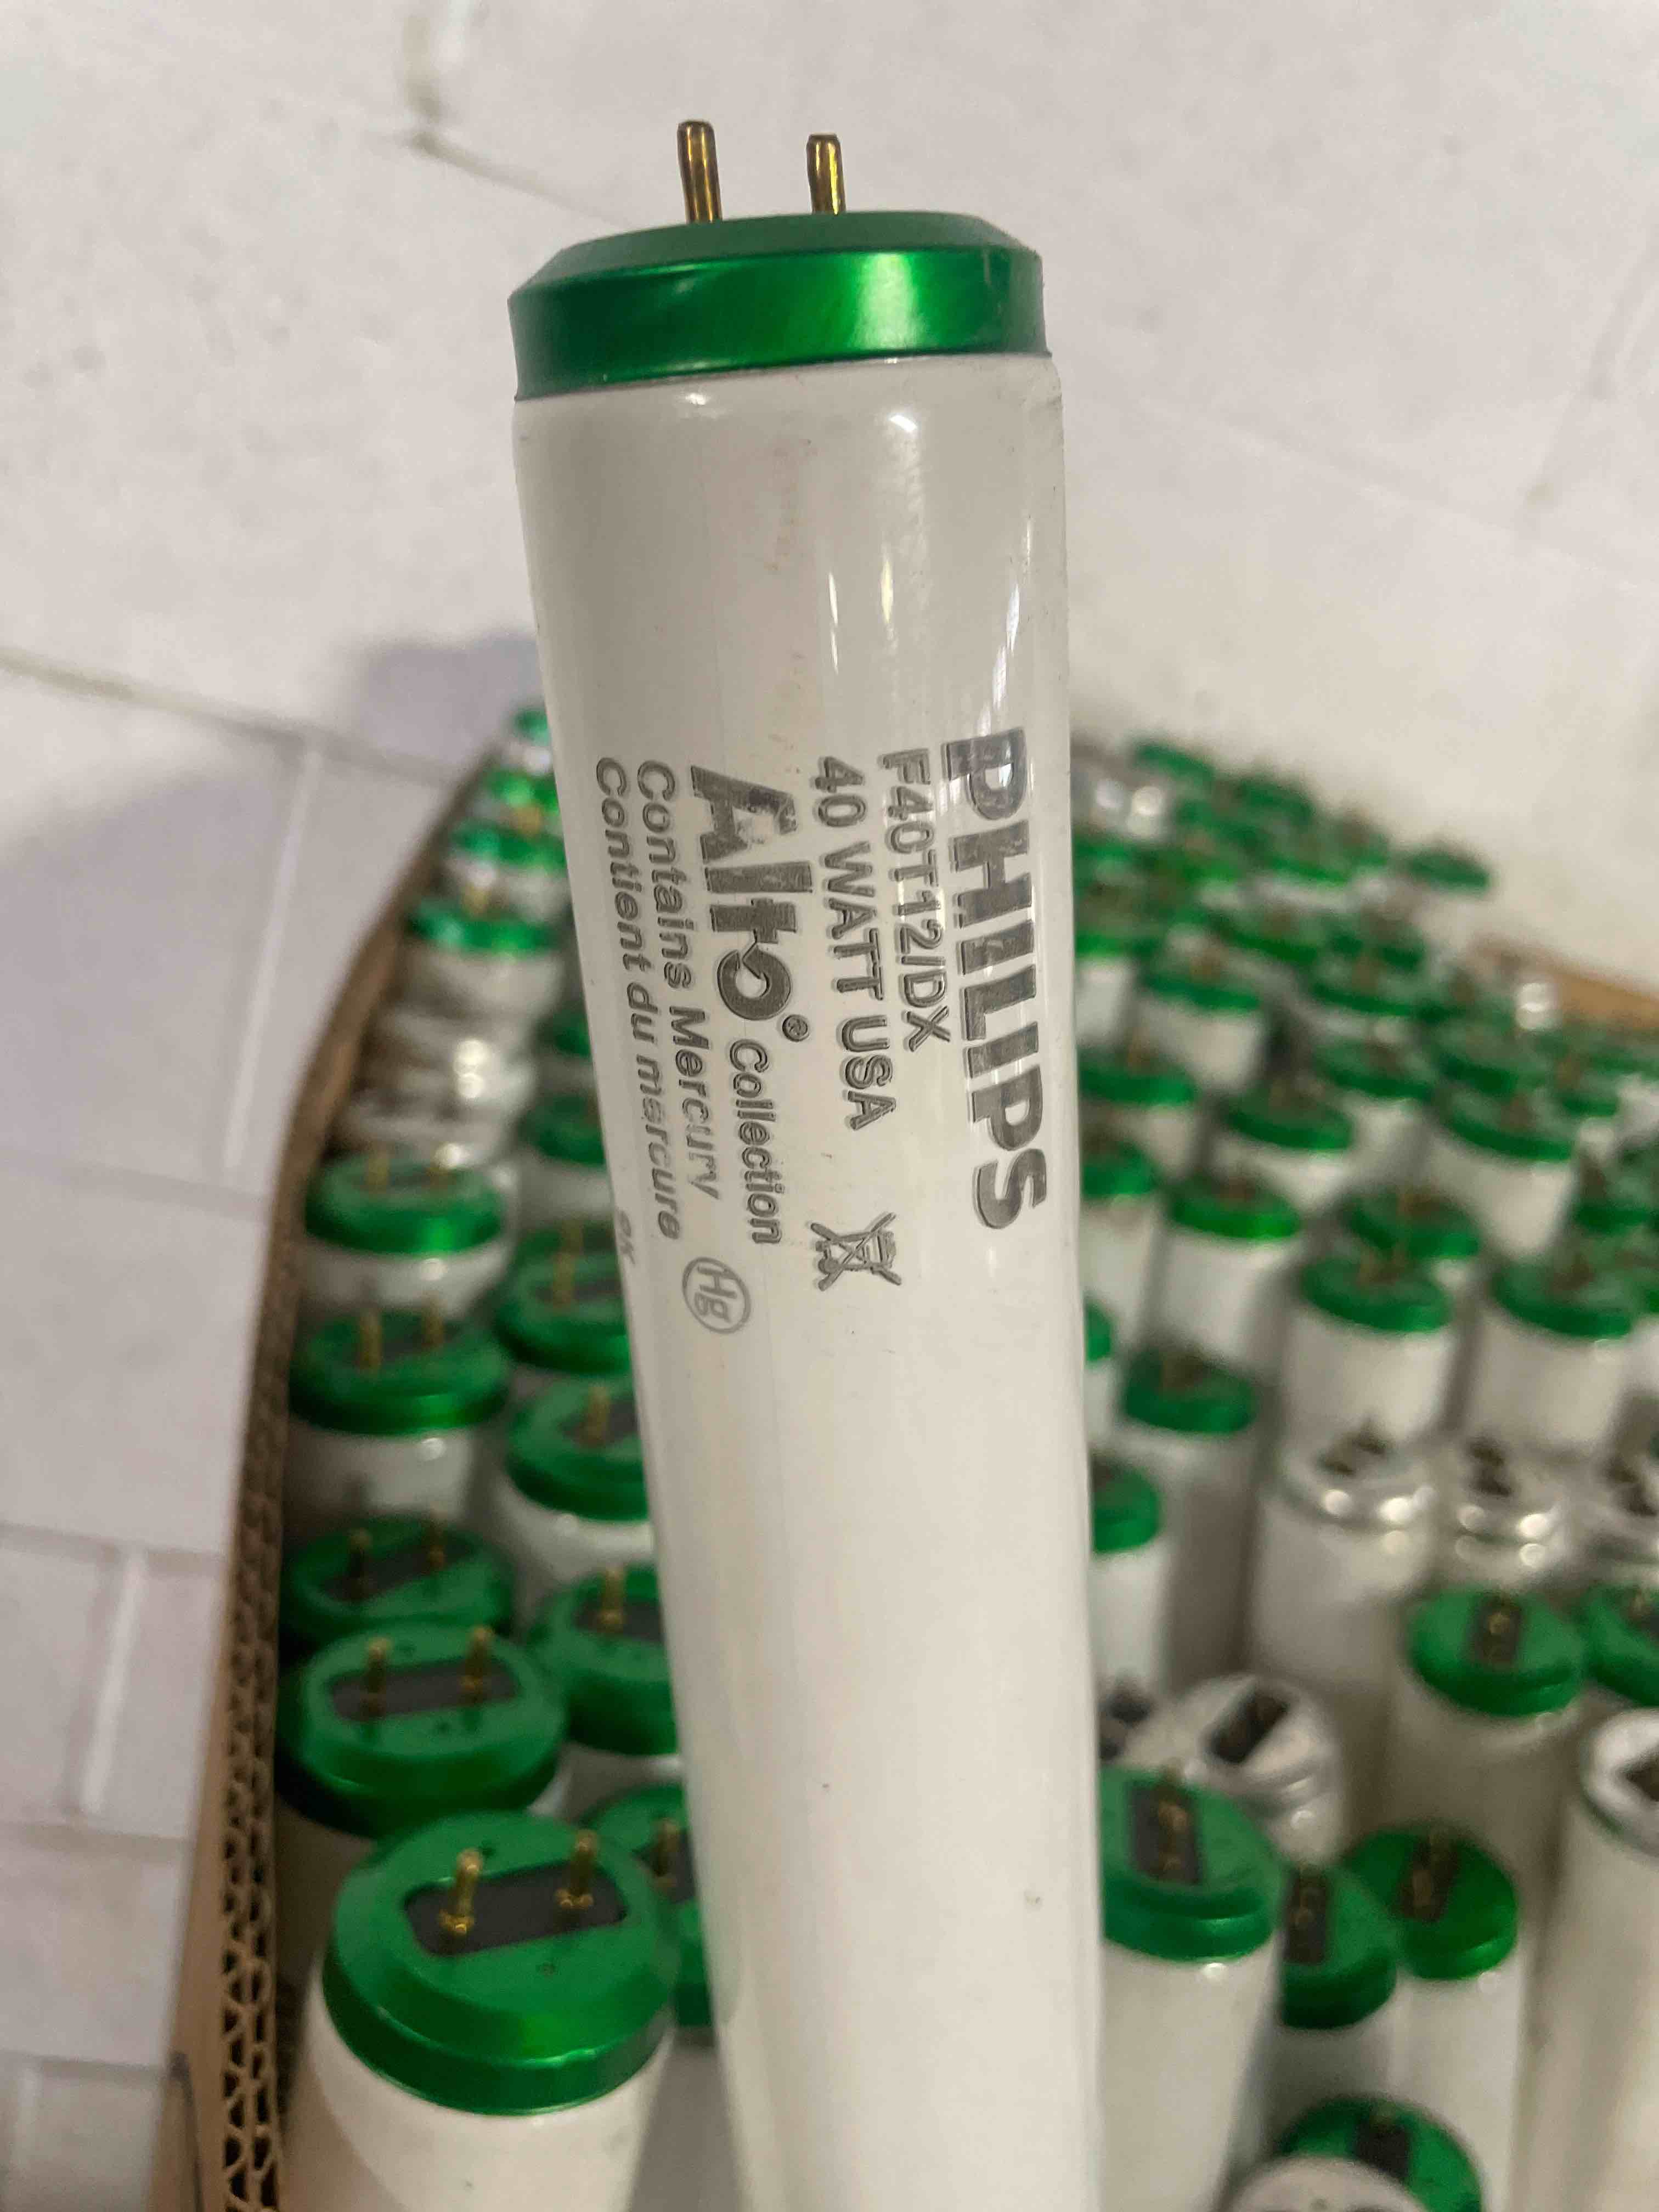 PHILIPS
F40T12/DX
40 WATT USA
Alto® Collection
Contains Mercury Hg
Contient du mercure